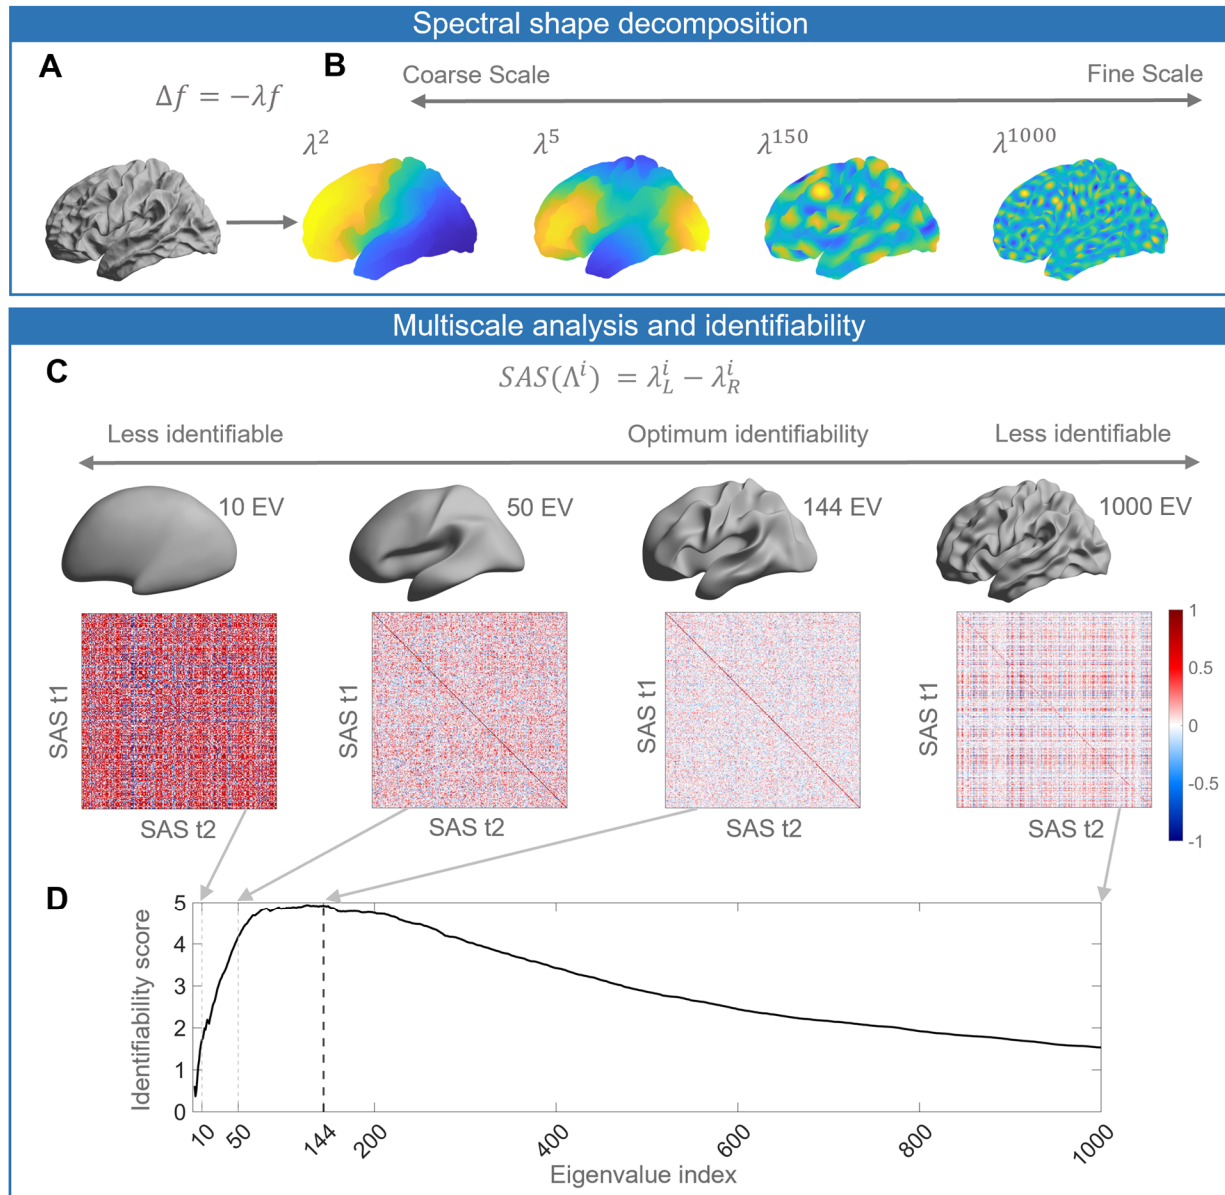 Spectral shape decomposition
A
B
Coarse Scale
Fine Scale
Δf = −λf
λ²
λ⁵
λ¹⁵⁰
λ¹⁰⁰⁰
Multiscale analysis and identifiability
C
SAS(Λⁱ) = λⁱ_L − λⁱ_R
Less identifiable
Optimum identifiability
Less identifiable
10 EV
50 EV
144 EV
1000 EV
SAS t1
SAS t2
SAS t1
SAS t2
SAS t1
SAS t2
SAS t1
SAS t2
1
0.5
0
-0.5
-1
D
Identifiability score
5
4
3
2
1
0
10
50
144
200
400
600
800
1000
Eigenvalue index